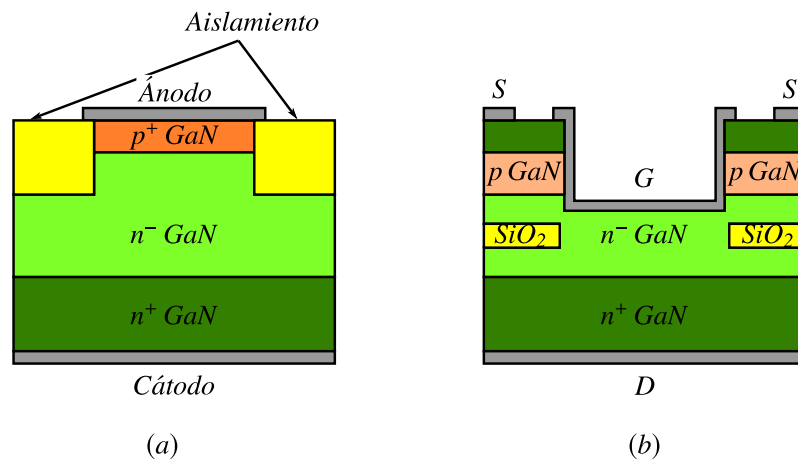 Aislamiento
Ánodo
p⁺ GaN
n⁻ GaN
n⁺ GaN
Cátodo
(a)
S S
p GaN G p GaN
SiO₂ n⁻ GaN SiO₂
n⁺ GaN
D
(b)